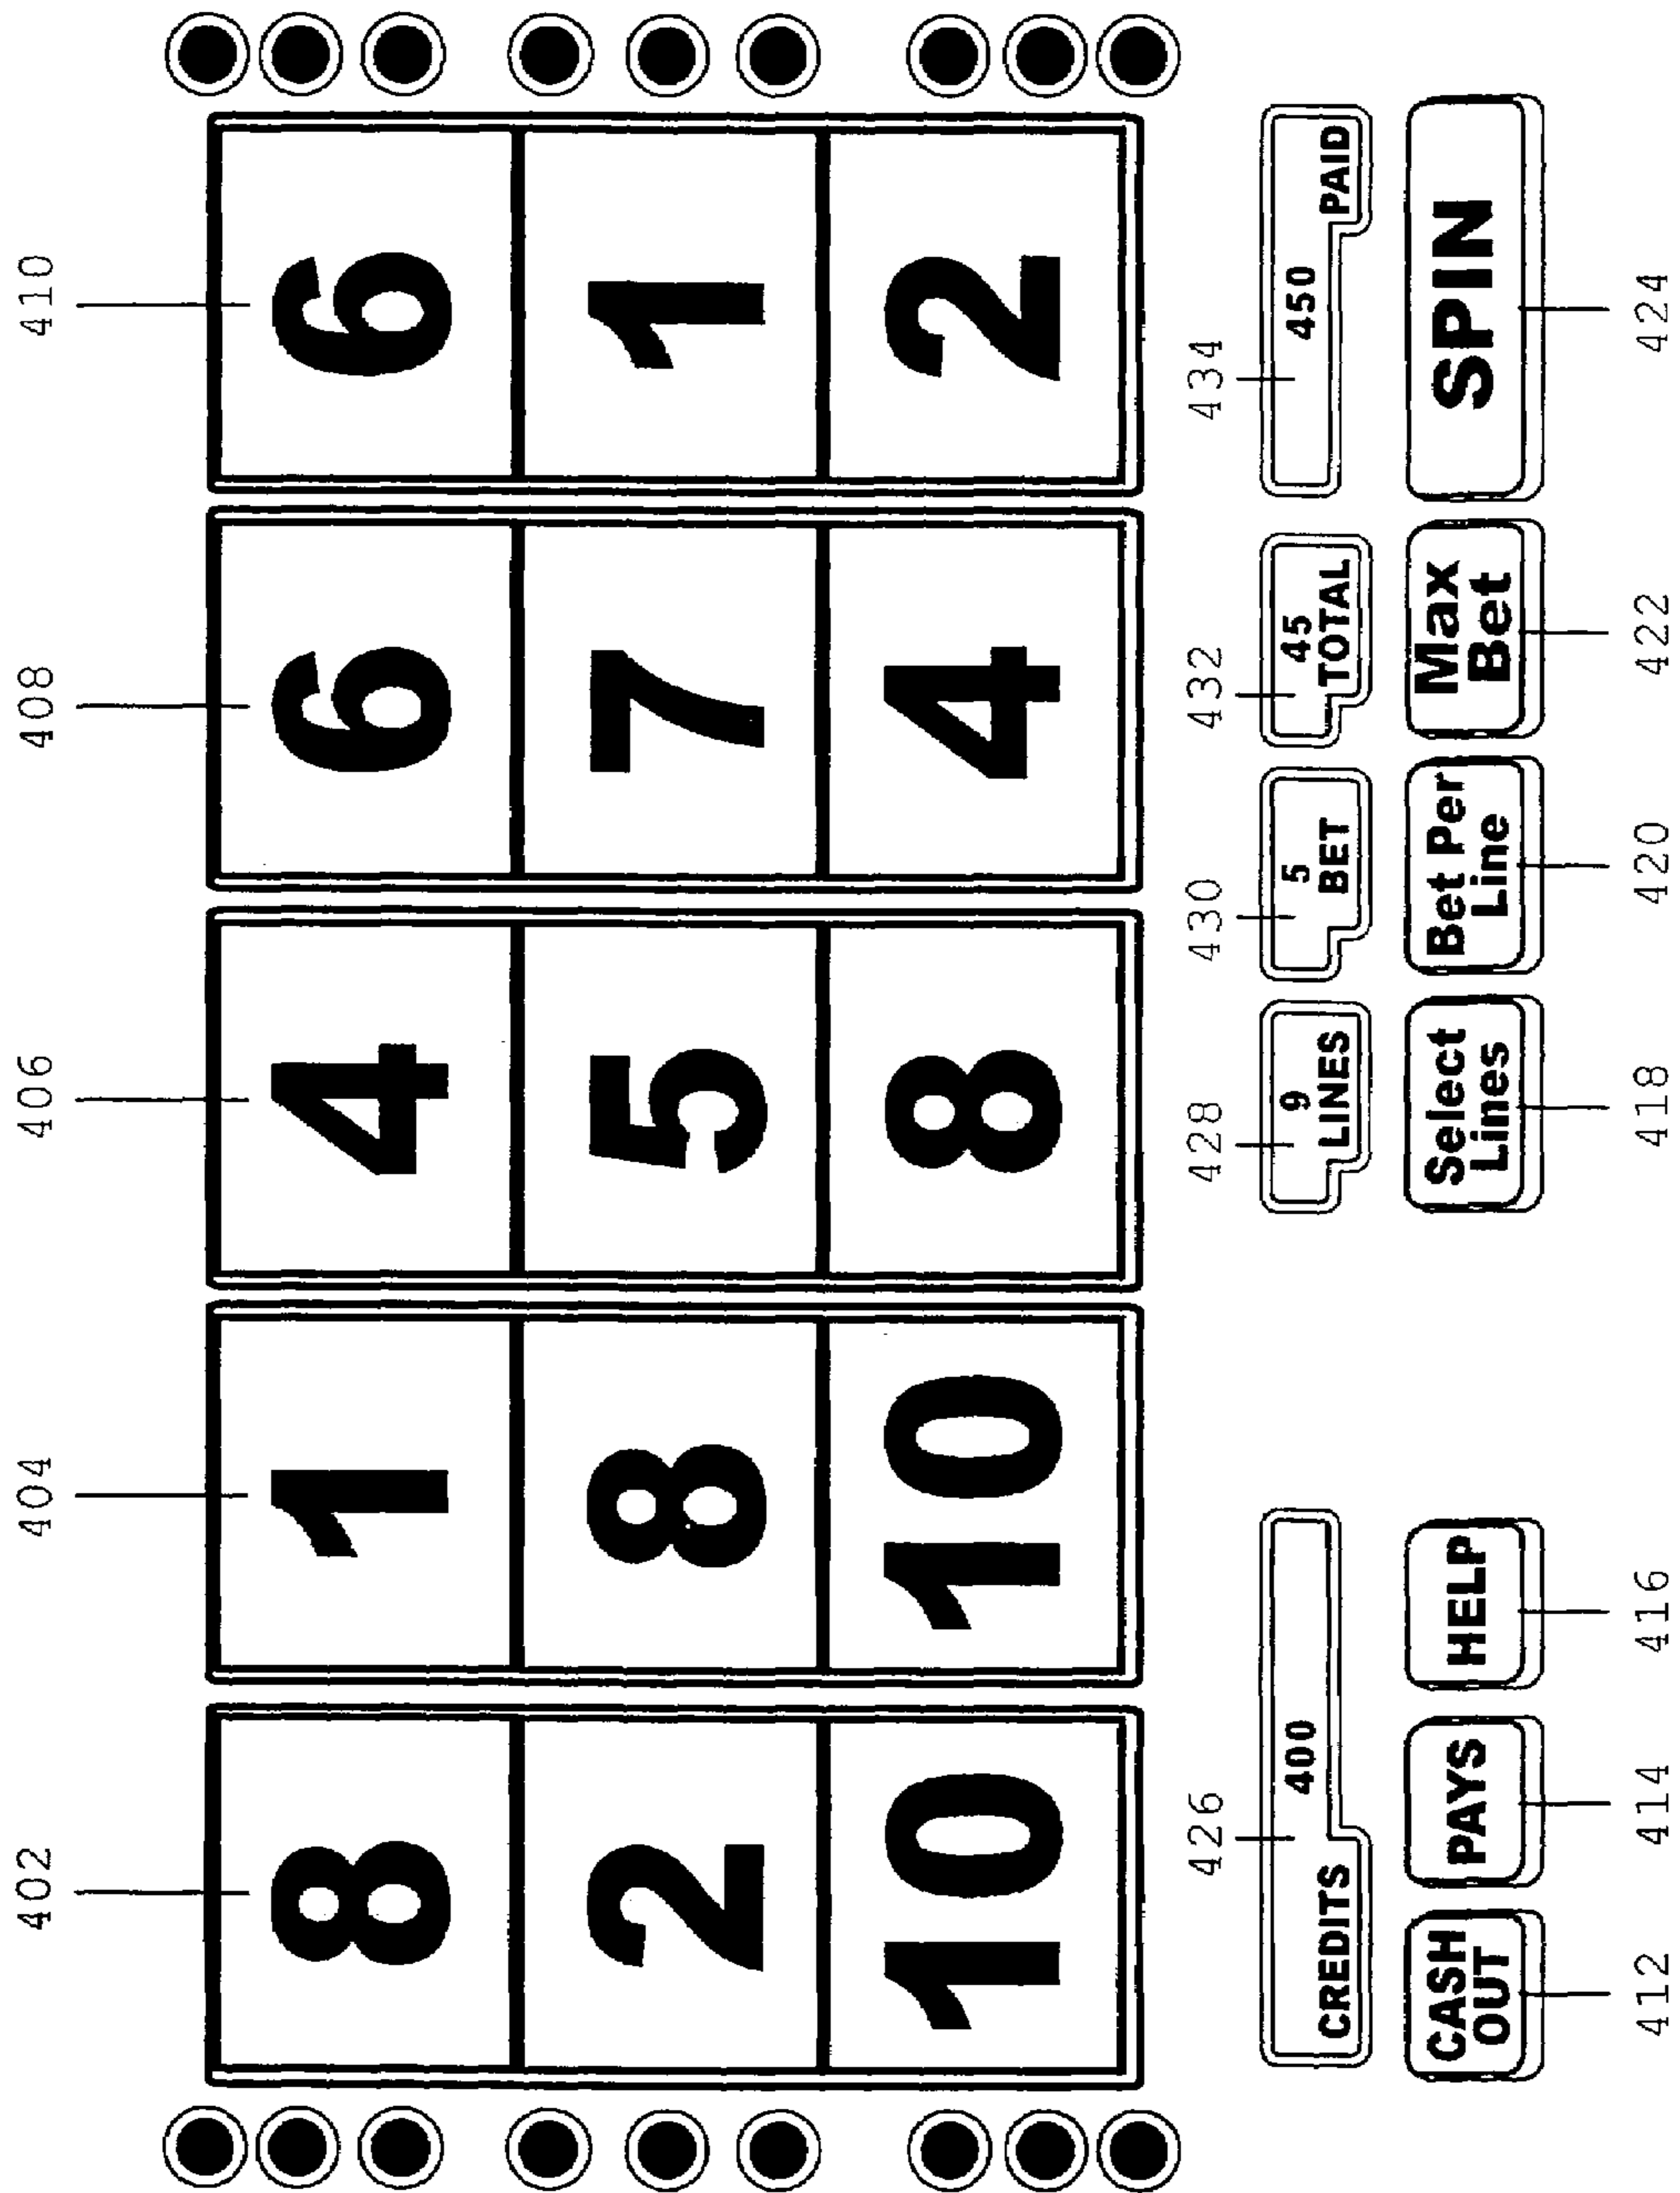 402 404 406 408 410
8 1 4 6 6
2 8 5 7 1
10 10 8 4 2
426 428 430 432 434
400 9 5 45 450
CREDITS LINES BET TOTAL PAID
CASH OUT
PAYS
HELP
Select Lines
Bet Per Line
Max Bet
SPIN
412 414 416 418 420 422 424